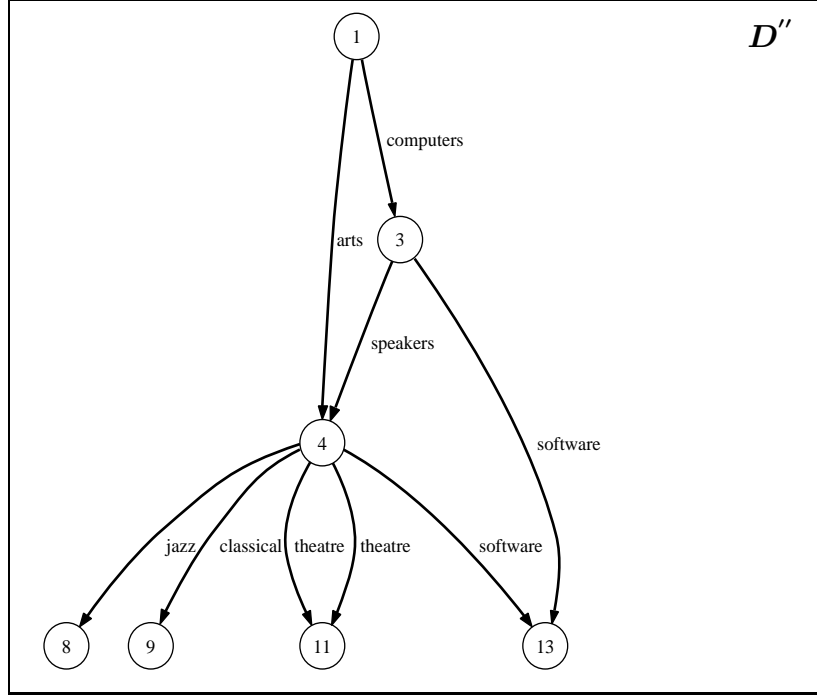 D″
1
computers
arts
3
speakers
4
software
jazz
classical
theatre
theatre
software
8
9
11
13